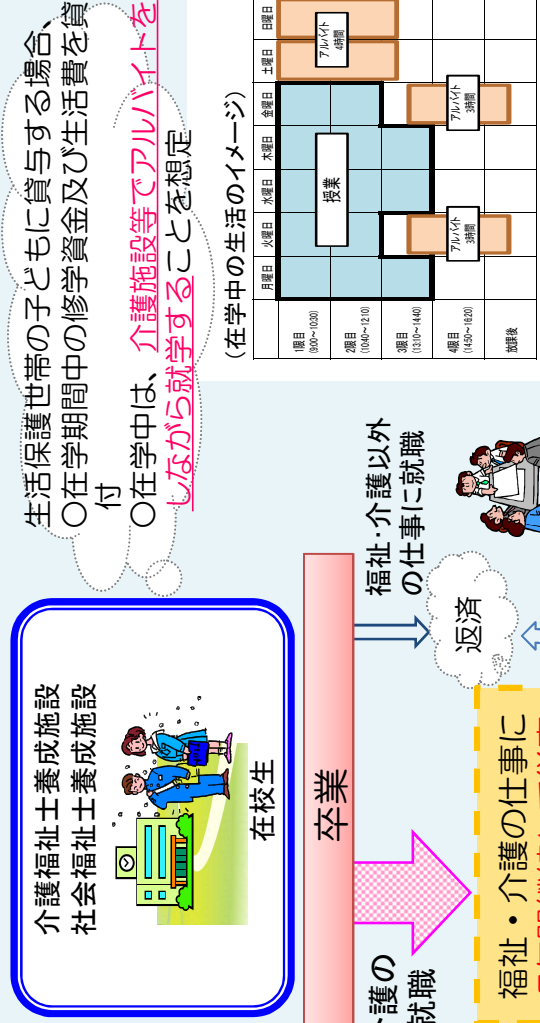 生活保護世帯の子どもに貸与する場合、
〇在学期間中の修学資金及び生活費を貸
付
〇在学中は、介護施設等でアルバイトを
しながら就学することを想定
(在学中の生活のイメージ)
月曜日 火曜日 水曜日 木曜日 金曜日 土曜日 日曜日
1限目
(9:00~10:30)
2限目
(10:40~12:10)
3限目
(13:10~14:40)
4限目
(14:50~16:20)
放課後
授業
アルバイト
4時間
アルバイト
3時間
アルバイト
3時間
介護福祉士養成施設
社会福祉士養成施設
在校生
卒業
福祉・介護以外
の仕事に就職
返済
護の
就職
福祉・介護の仕事に